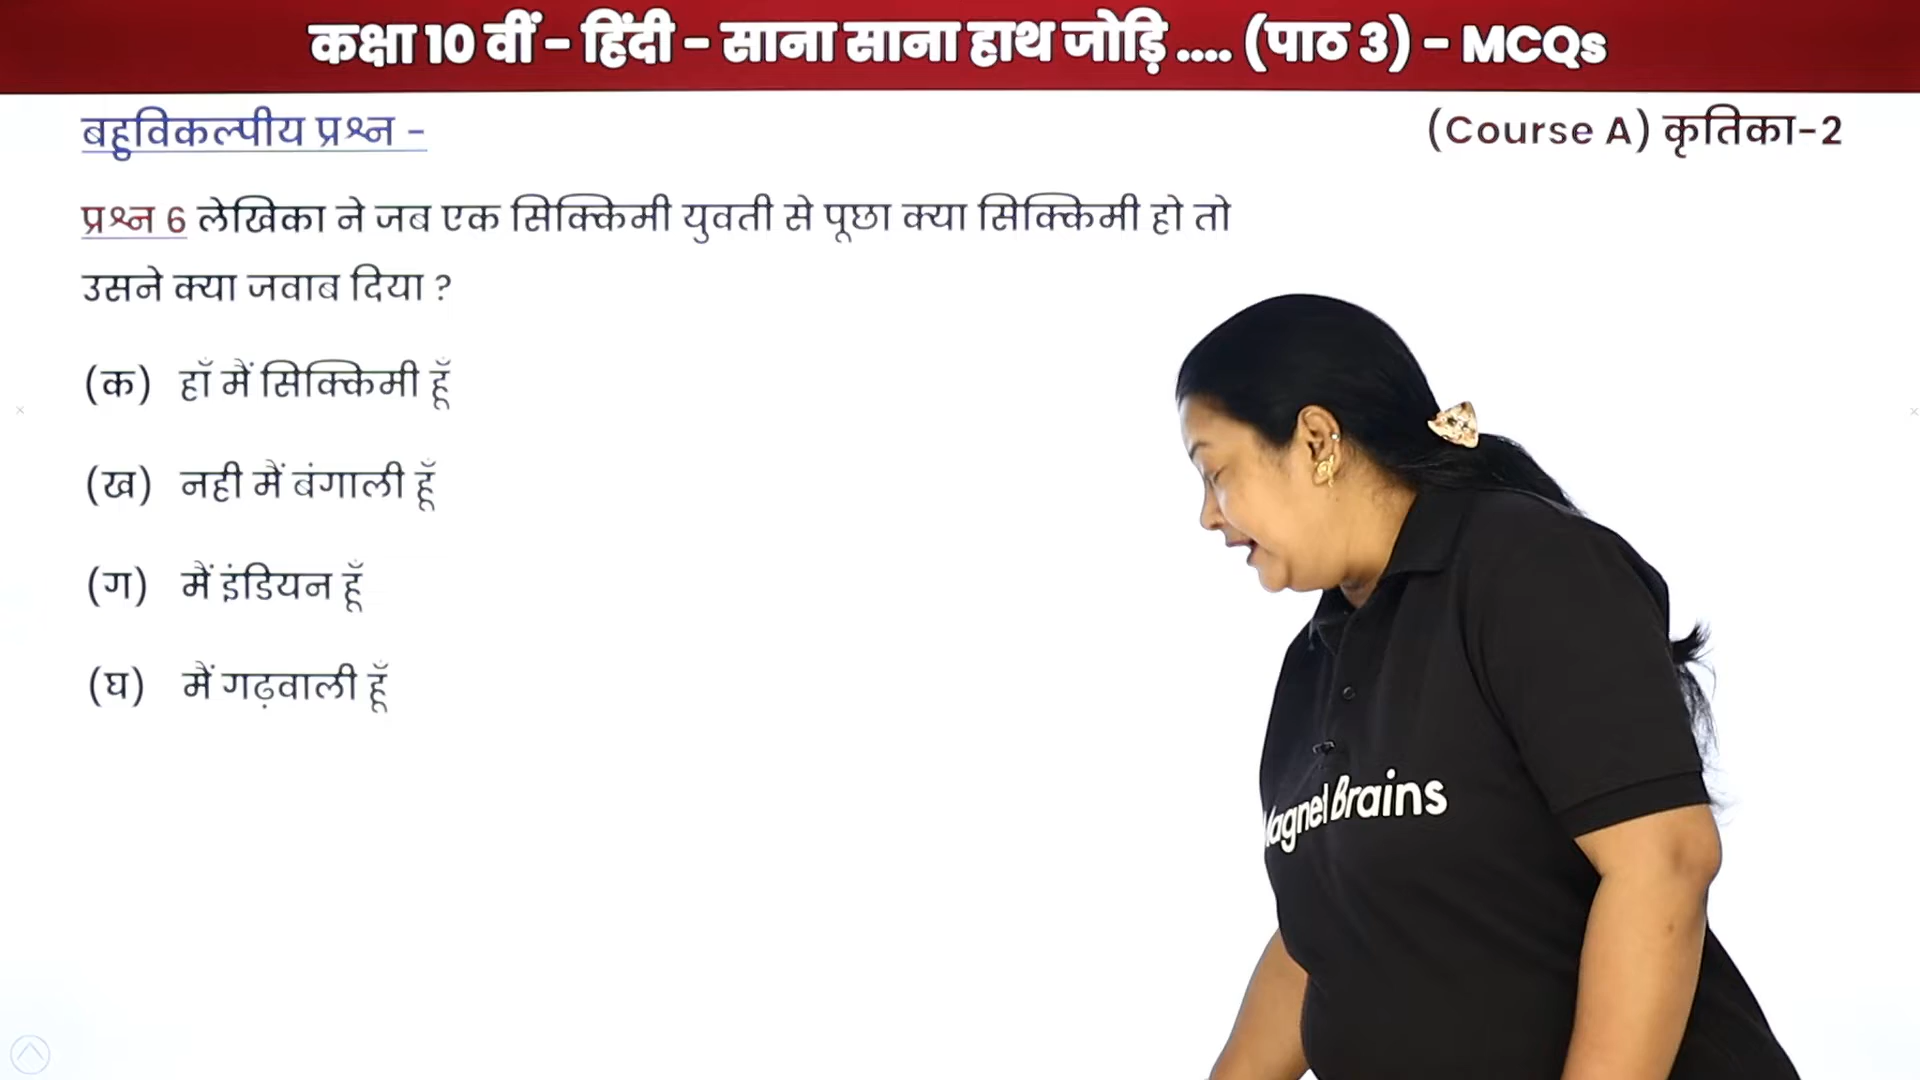 कक्षा 10 वीं - हिंदी - साना साना हाथ जोड़ि .... (पाठ 3) - MCQs
बहुविकल्पीय प्रश्न -
(Course A) कृतिका-2
प्रश्न 6 लेखिका ने जब एक सिक्किमी युवती से पूछा क्या सिक्किमी हो तो
उसने क्या जवाब दिया ?
(क) हाँ मैं सिक्किमी हूँ
(ख) नही मैं बंगाली हूँ
(ग) मैं इंडियन हूँ
(घ) मैं गढ़वाली हूँ
Magnet Brains